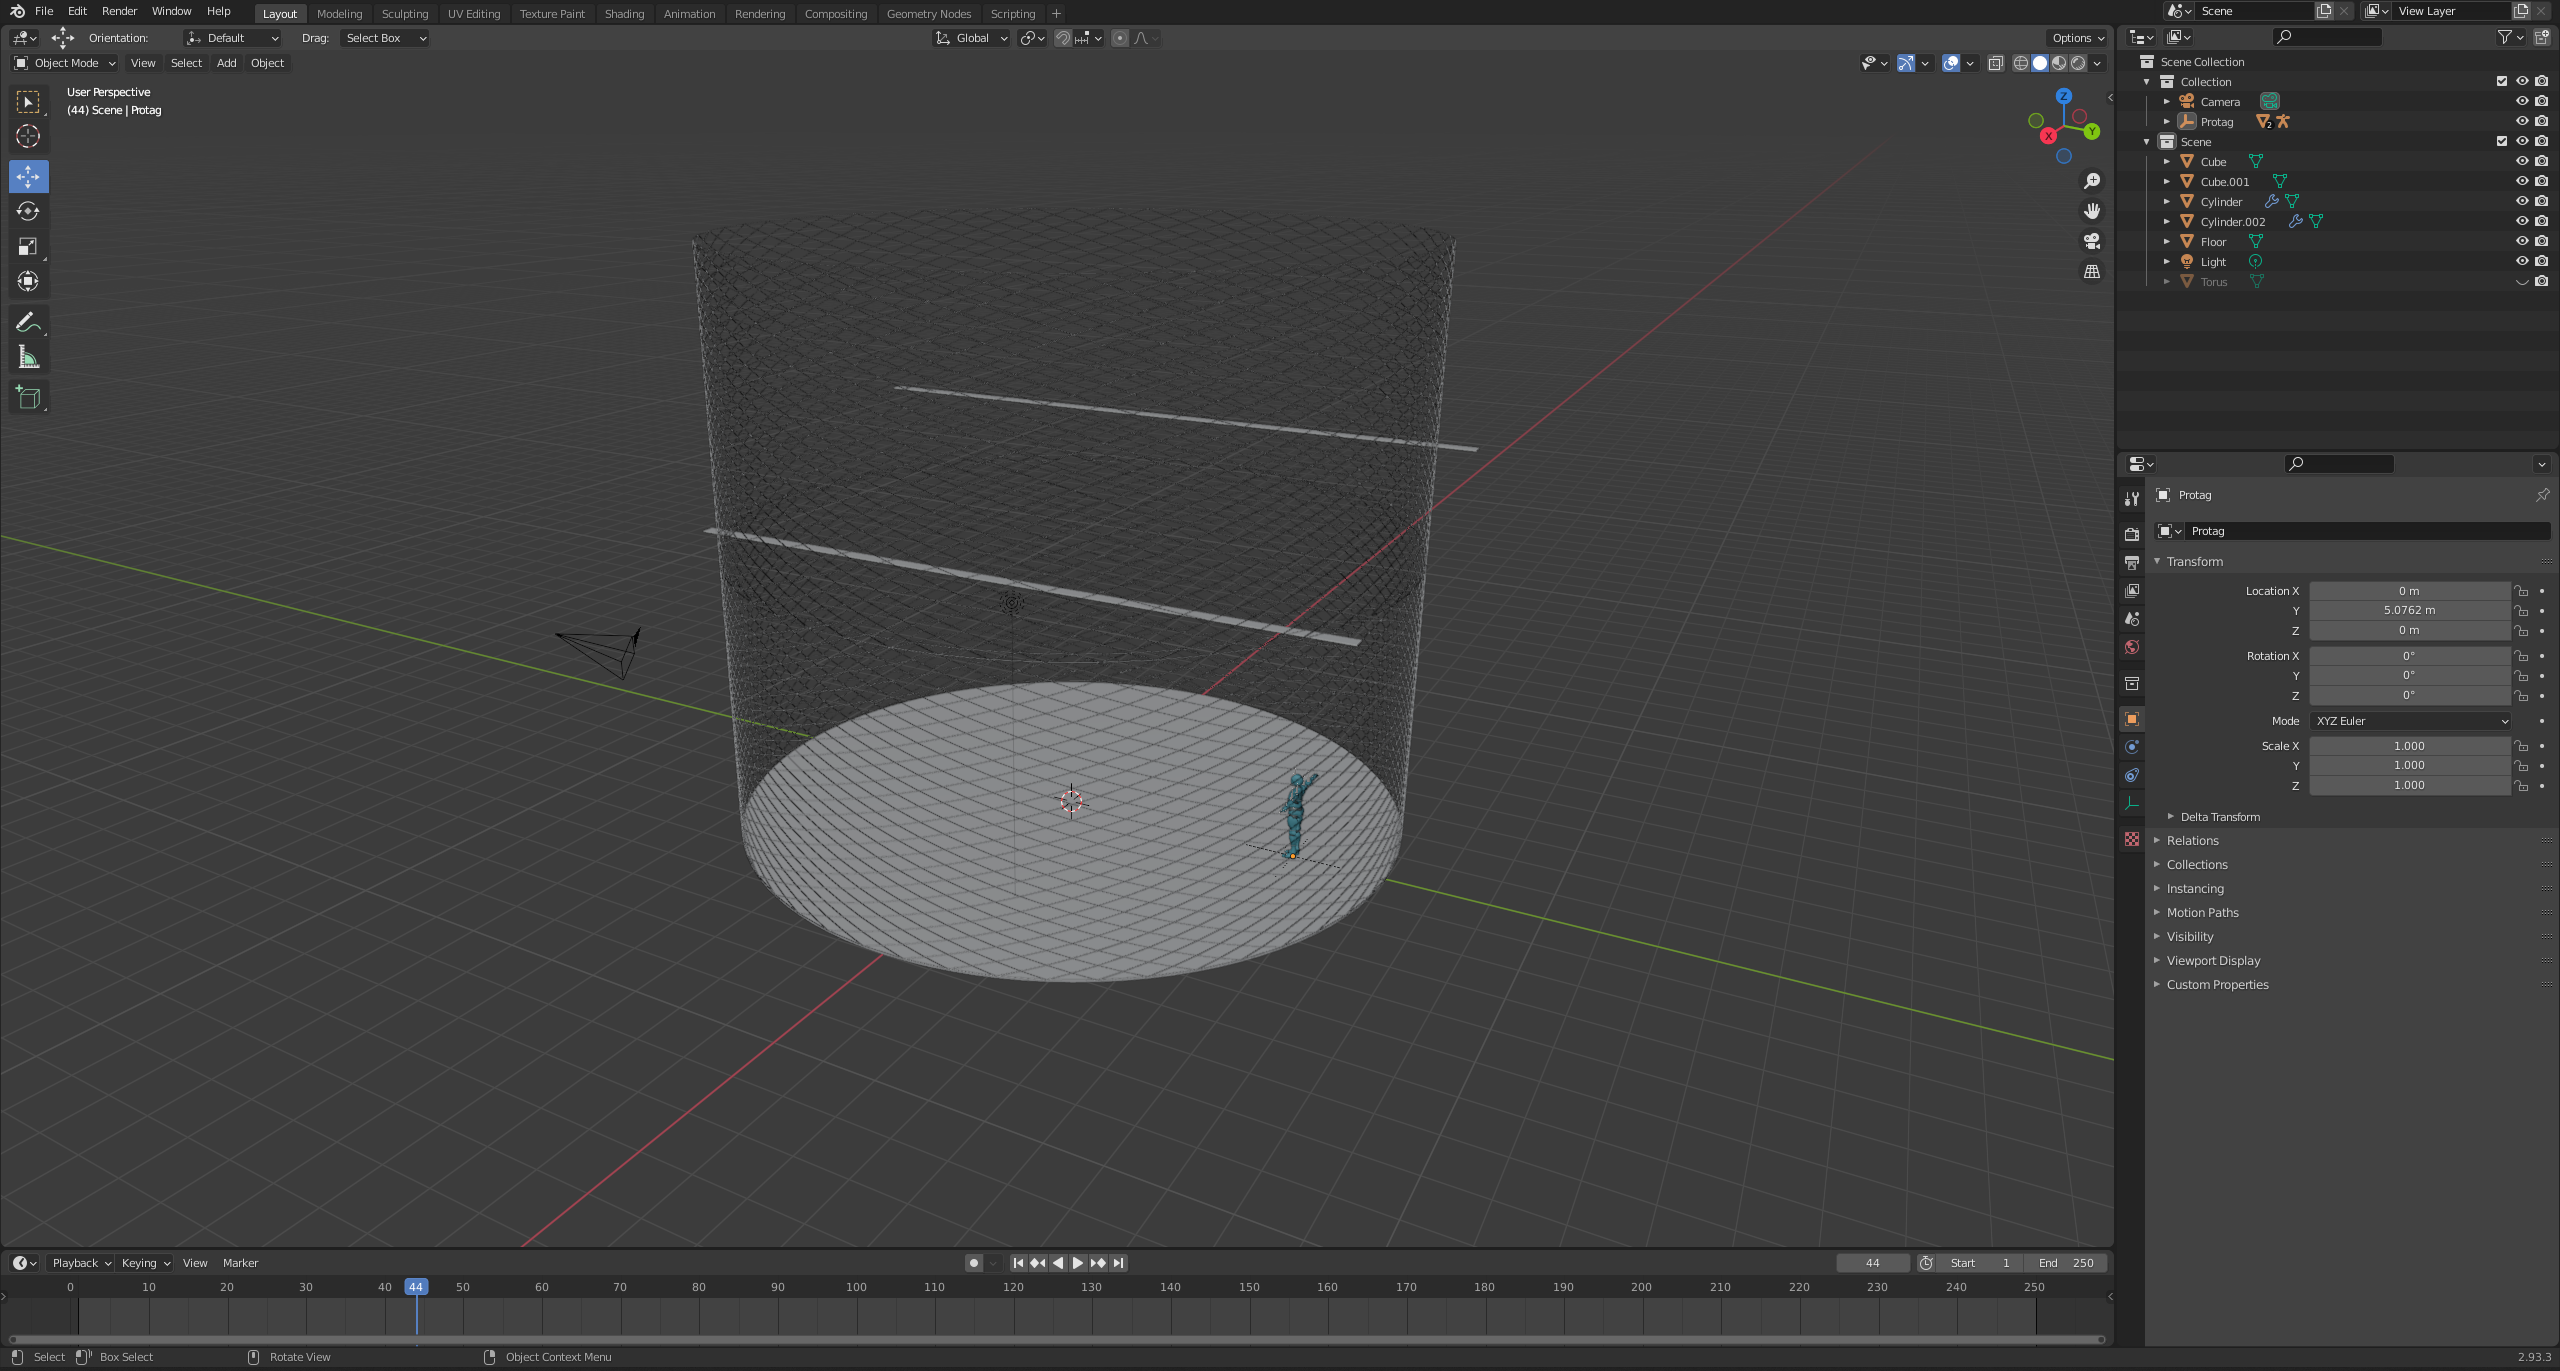 File Edit Render Window Help Layout Modeling Sculpting UV Editing Texture Paint Shading Animation Rendering Compositing Geometry Nodes Scripting + Scene View Layer
Orientation: Default Drag: Select Box Global Options
Object Mode View Select Add Object
User Perspective
(44) Scene | Protag
Z
X
Y
Scene Collection
Collection
Camera
Protag 2
Scene
Cube
Cube.001
Cylinder
Cylinder.002
Floor
Light
Torus
Protag
Protag
Transform
Location X 0 m
Y 5.0762 m
Z 0 m
Rotation X 0°
Y 0°
Z 0°
Mode XYZ Euler
Scale X 1.000
Y 1.000
Z 1.000
Delta Transform
Relations
Collections
Instancing
Motion Paths
Visibility
Viewport Display
Custom Properties
Playback Keying View Marker 44 Start 1 End 250
0 10 20 30 40 44 50 60 70 80 90 100 110 120 130 140 150 160 170 180 190 200 210 220 230 240 250
Select Box Select Rotate View Object Context Menu 2.93.3